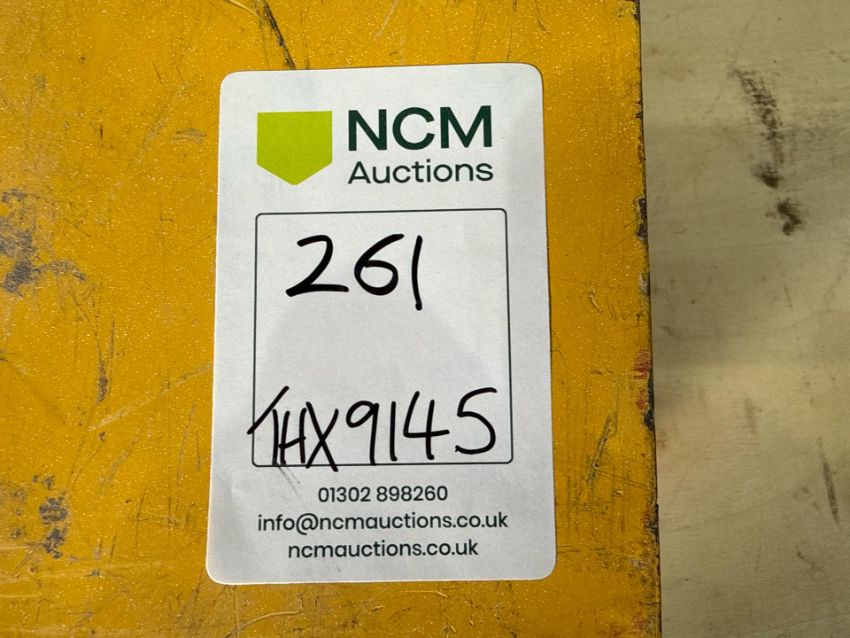 NCM
Auctions
261
THX9145
01302 898260
info@ncmauctions.co.uk
ncmauctions.co.uk